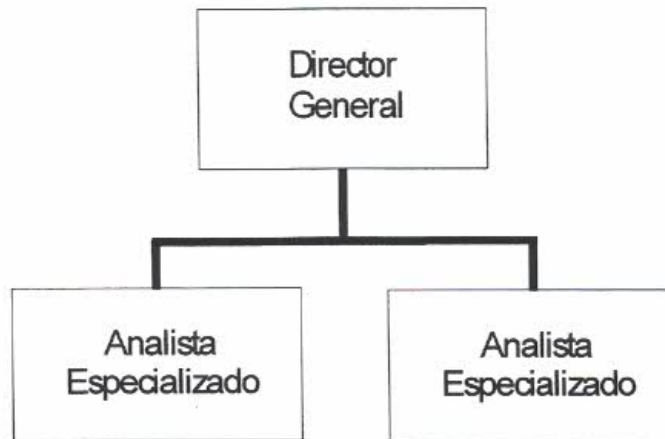 Director
General
Analista
Especializado
Analista
Especializado